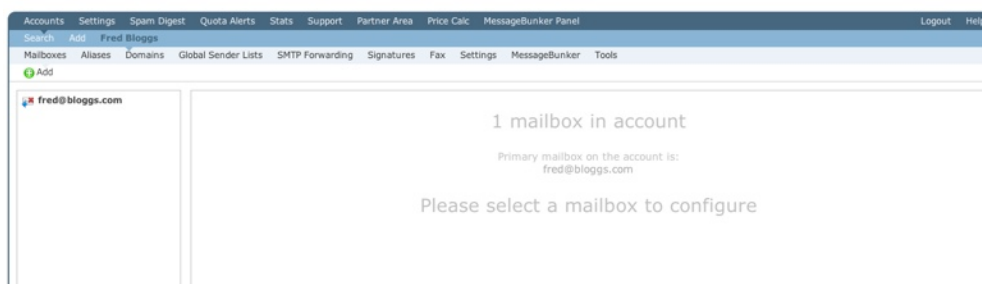 Accounts Settings Spam Digest Quota Alerts Stats Support Partner Area Price Calc MessageBunker Panel Logout Help
Search Add Fred Bloggs
Mailboxes Aliases Domains Global Sender Lists SMTP Forwarding Signatures Fax Settings MessageBunker Tools
Add
fred@bloggs.com
1 mailbox in account
Primary mailbox on the account is:
fred@bloggs.com
Please select a mailbox to configure